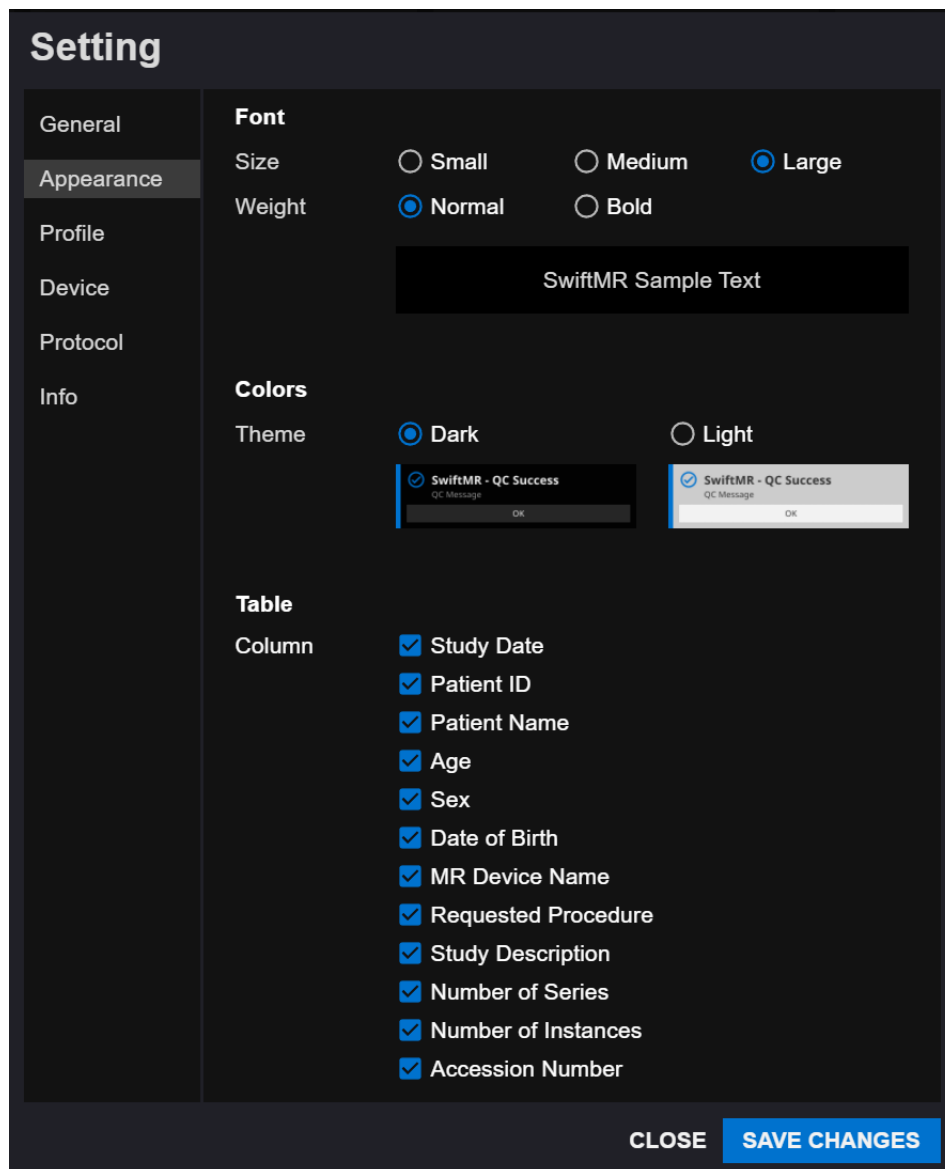 Setting
General
Appearance
Profile
Device
Protocol
Info
Font
Size
Small
Medium
Large
Weight
Normal
Bold
SwiftMR Sample Text
Colors
Theme
Dark
Light
SwiftMR - QC Success
QC Message
OK
SwiftMR - QC Success
QC Message
OK
Table
Column
Study Date
Patient ID
Patient Name
Age
Sex
Date of Birth
MR Device Name
Requested Procedure
Study Description
Number of Series
Number of Instances
Accession Number
CLOSE
SAVE CHANGES